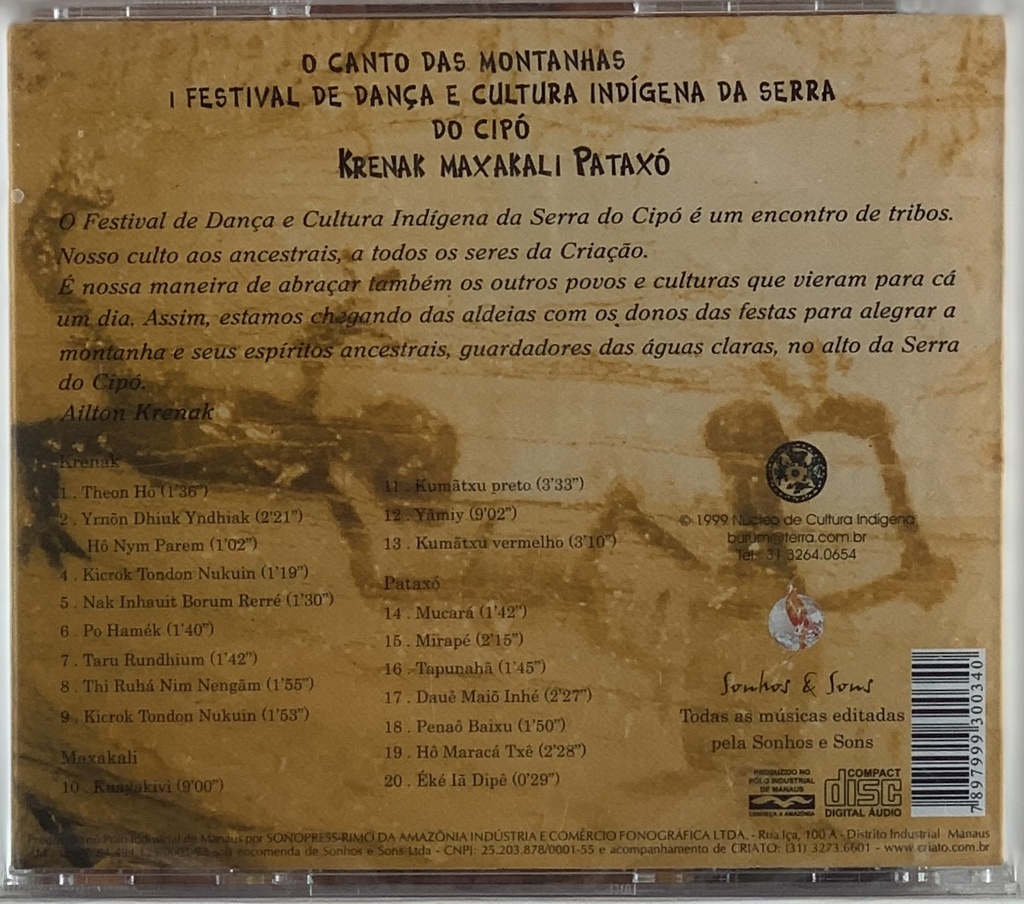 O CANTO DAS MONTANHAS
I FESTIVAL DE DANÇA E CULTURA INDÍGENA DA SERRA
DO CIPÓ
KRENAK MAXAKALI PATAXÓ
O Festival de Dança e Cultura Indígena da Serra do Cipó é um encontro de tribos.
Nosso culto aos ancestrais, a todos os seres da Criação.
É nossa maneira de abraçar também os outros povos e culturas que vieram para cá
um dia. Assim, estamos chegando das aldeias com os donos das festas para alegrar a
montanha e seus espíritos ancestrais, guardadores das águas claras, no alto da Serra
do Cipó.
Ailton Krenak
Krenak
1 . Theon Hô (1'36")
2 . Yrnõn Dhiuk Yndhiak (2'21")
Hô Nym Parem (1'02")
4 . Kicrok Tondon Nukuin (1'19")
5 . Nak Inhauit Borum Rerré (1'30")
6 . Po Hamék (1'40")
7 . Taru Rundhium (1'42")
8 . Thi Ruhá Nim Nengãm (1'55")
9 . Kicrok Tondon Nukuin (1'53")
Maxakali
10 . Kuayakivi (9'00")
11 . Kumãtxu preto (3'33")
12 . Yãmiy (9'02")
13 . Kumãtxu vermelho (3'10")
Pataxó
14 . Mucará (1'42")
15 . Mirapé (2'15")
16 . Tapunahã (1'45")
17 . Dauê Maiõ Inhé (2'27")
18 . Penaô Baixu (1'50")
19 . Hô Maracá Txê (2'28")
20 . Éké Iã Dipê (0'29")
© 1999 Núcleo de Cultura Indígena
burum@terra.com.br
Tel: 31 3264.0654
Sonhos & Sons
Todas as músicas editadas
pela Sonhos e Sons
PRODUZIDO NO
PÓLO INDUSTRIAL
DE MANAUS
CONHEÇA A AMAZÔNIA
COMPACT
disc
DIGITAL AUDIO
7 897999 300340
Produzido no Pólo Industrial de Manaus por SONOPRESS-RIMO DA AMAZÔNIA INDÚSTRIA E COMÉRCIO FONOGRÁFICA LTDA. - Rua Iça, 100 A - Distrito Industrial Manaus
sob encomenda de Sonhos e Sons Ltda - CNPJ: 25.203.878/0001-55 e acompanhamento de CRIATO: (31) 3273.6601 - www.criato.com.br